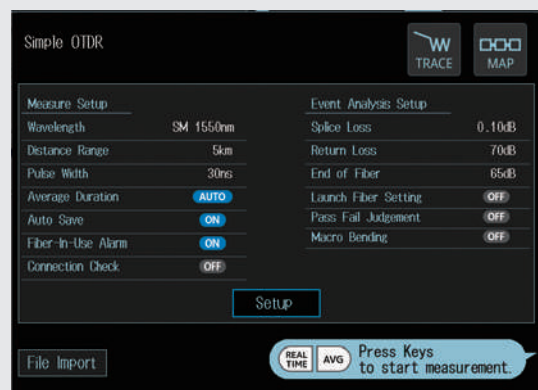 Simple OTDR
TRACE
MAP
Measure Setup
Wavelength SM 1550nm
Distance Range 5km
Pulse Width 30ns
Average Duration AUTO
Auto Save ON
Fiber-In-Use Alarm ON
Connection Check OFF
Event Analysis Setup
Splice Loss 0.10dB
Return Loss 70dB
End of Fiber 65dB
Launch Fiber Setting OFF
Pass Fail Judgement OFF
Macro Bending OFF
Setup
File Import
REAL TIME AVG Press Keys
to start measurement.